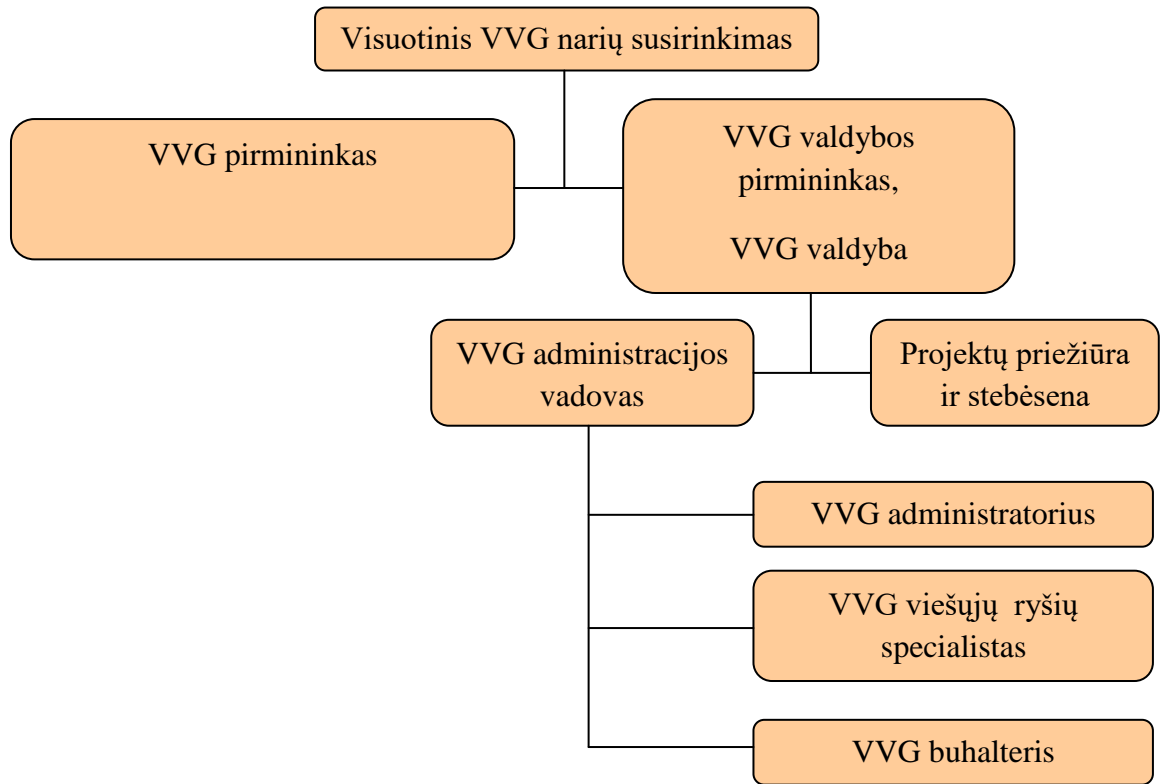 Visuotinis VVG narių susirinkimas
VVG pirmininkas
VVG valdybos
pirmininkas,
VVG valdyba
VVG administracijos
vadovas
Projektų priežiūra
ir stebėsena
VVG administratorius
VVG viešųjų ryšių
specialistas
VVG buhalteris